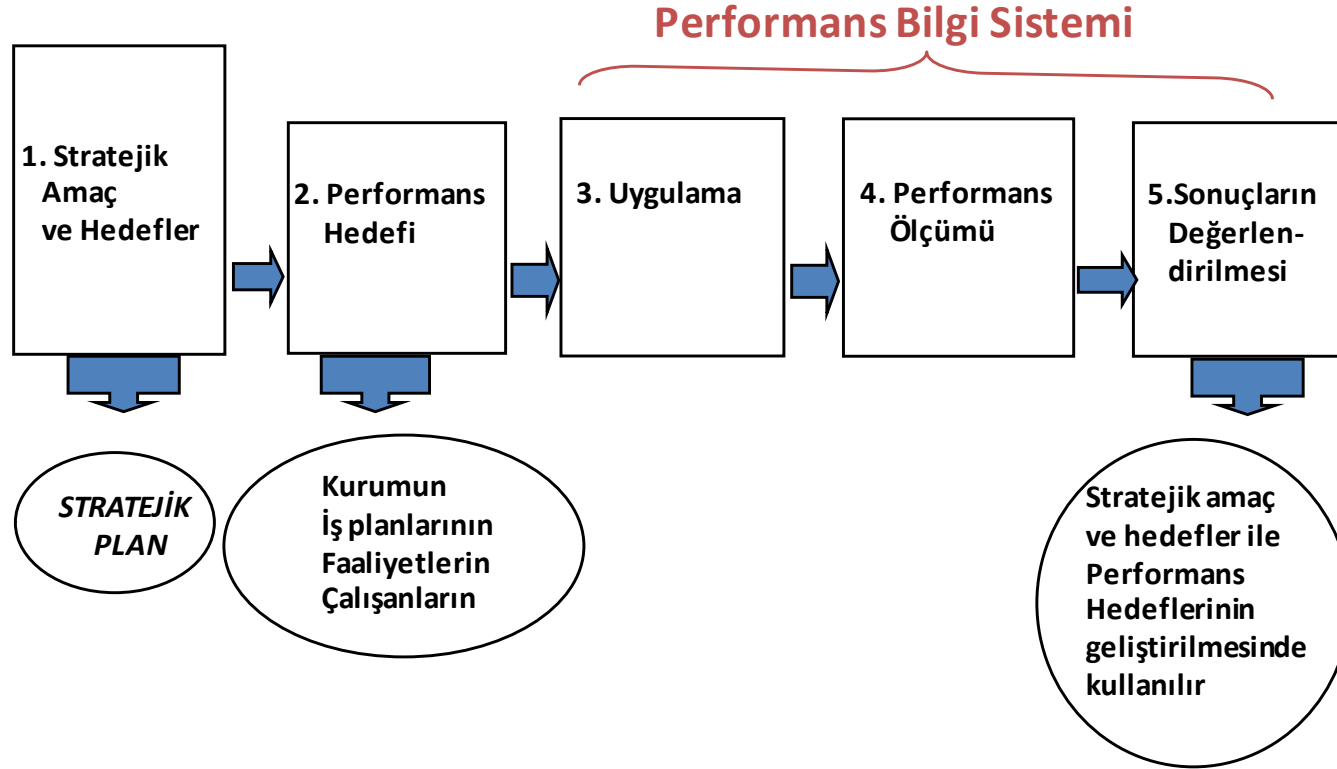 Performans Bilgi Sistemi
1. Stratejik
Amaç
ve Hedefler
2. Performans
Hedefi
3. Uygulama
4. Performans
Ölçümü
5.Sonuçların
Değerlen-
dirilmesi
STRATEJİK
PLAN
Kurumun
İş planlarının
Faaliyetlerin
Çalışanların
Stratejik amaç
ve hedefler ile
Performans
Hedeflerinin
geliştirilmesinde
kullanılır